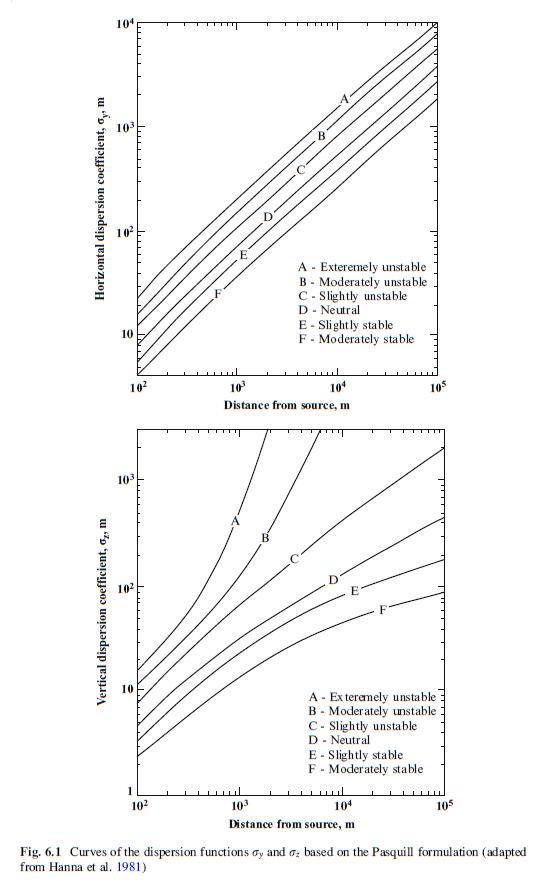 10⁴
Horizontal dispersion coefficient, σy, m
10³
10²
10
A
B
C
D
E
F
A - Exteremely unstable
B - Moderately unstable
C - Slightly unstable
D - Neutral
E - Slightly stable
F - Moderately stable
10² 10³ 10⁴ 10⁵
Distance from source, m
Vertical dispersion coefficient, σz, m
10³
10²
10
1
A
B
C
D
E
F
A - Exteremely unstable
B - Moderately unstable
C - Slightly unstable
D - Neutral
E - Slightly stable
F - Moderately stable
10² 10³ 10⁴ 10⁵
Distance from source, m
Fig. 6.1 Curves of the dispersion functions σy and σz based on the Pasquill formulation (adapted
from Hanna et al. 1981)